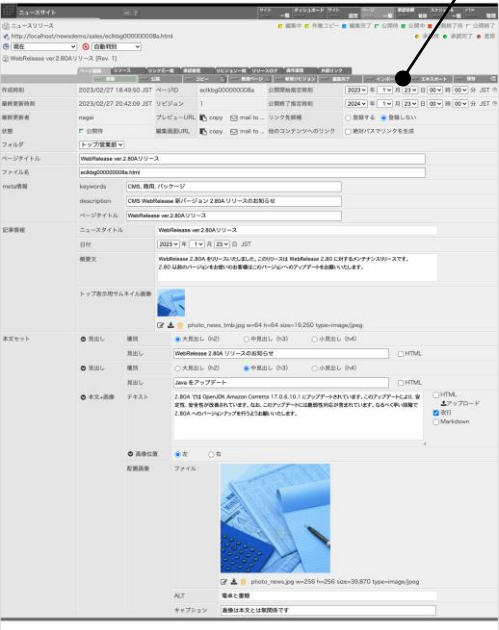 ニュースサイト
ニュースリリース
http://localhost/newsdemo/sales/eclkbg000000008a.html
現在 自動判別
WebRelease ver.2.80Aリリース [Rev. 1]
作成時刻 2023/02/27 18:49:50 JST ページID eclkbg000000008a 公開開始指定時刻 2023 年 1 月 23 日 00 時 00 分 JST
最終更新時刻 2023/02/27 20:42:09 JST リビジョン 1 公開終了指定時刻 2024 年 1 月 23 日 00 時 00 分 JST
最終更新者 nagai プレビューURL copy mail to ... リンク先候補 登録する 登録しない
状態 公開待 編集画面URL copy mail to ... 他のコンテンツへのリンク 絶対パスでリンクを生成
フォルダ トップ/営業部
ページタイトル WebRelease ver.2.80Aリリース
ファイル名 eclkbg000000008a.html
meta情報 keywords CMS, 商用, パッケージ
description CMS WebRelease 新バージョン 2.80A リリースのお知らせ
ページタイトル WebRelease ver.2.80Aリリース
記事情報 ニュースタイトル WebRelease ver.2.80Aリリース
日付 2023 年 1 月 23 日 JST
概要文 WebRelease 2.80A をリリースいたしました。このリリースは WebRelease 2.80 に対するメンテナンスリリースです。
2.80 以前のバージョンをお使いのお客様はこのバージョンへのアップデートをお願いいたします。
トップ表示用サムネイル画像
photo_news_tmb.jpg w=64 h=64 size=19,250 type=image/jpeg
本文セット 見出し 種別 大見出し (h2) 中見出し (h3) 小見出し (h4)
見出し WebRelease 2.80A リリースのお知らせ HTML
見出し 種別 大見出し (h2) 中見出し (h3) 小見出し (h4)
見出し Java をアップデート HTML
本文+画像 テキスト 2.80A では OpenJDK Amazon Corretto 17.0.6.10.1 にアップデートされています。このアップデートにより、安
定性、安全性が改善されています。なお、このアップデートには脆弱性対応が含まれています。なるべく早い段階で
2.80A へのバージョンアップを行うようお願いいたします。
HTML
アップロード
改行
Markdown
画像位置 左 右
配置画像 ファイル
photo_news.jpg w=256 h=256 size=39,870 type=image/jpeg
ALT 電卓と書類
キャプション 画像は本文とは無関係です